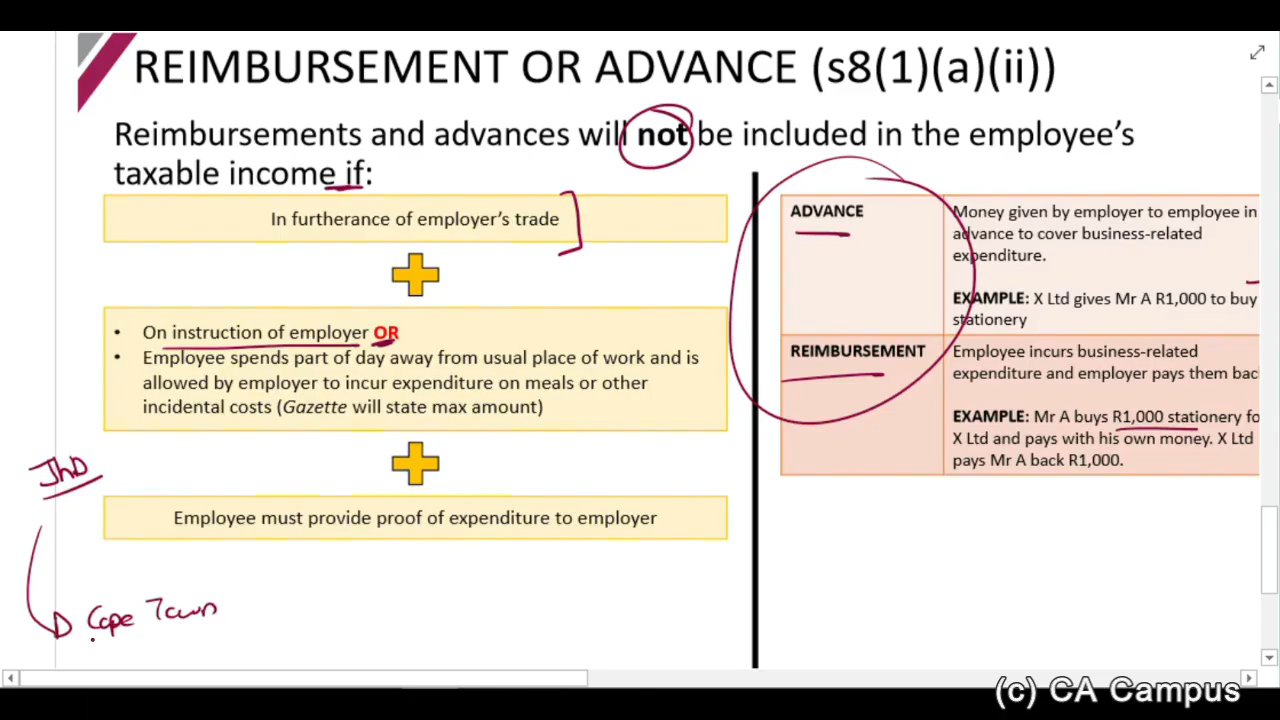 REIMBURSEMENT OR ADVANCE (s8(1)(a)(ii))
Reimbursements and advances will not be included in the employee's
taxable income if:
In furtherance of employer's trade
• On instruction of employer OR
• Employee spends part of day away from usual place of work and is
allowed by employer to incur expenditure on meals or other
incidental costs (Gazette will state max amount)
Employee must provide proof of expenditure to employer
Cape Town
ADVANCE
Money given by employer to employee in
advance to cover business-related
expenditure.
EXAMPLE: X Ltd gives Mr A R1,000 to buy
stationery
REIMBURSEMENT
Employee incurs business-related
expenditure and employer pays them back
EXAMPLE: Mr A buys R1,000 stationery fo
X Ltd and pays with his own money. X Ltd
pays Mr A back R1,000.
(c) CA Campus